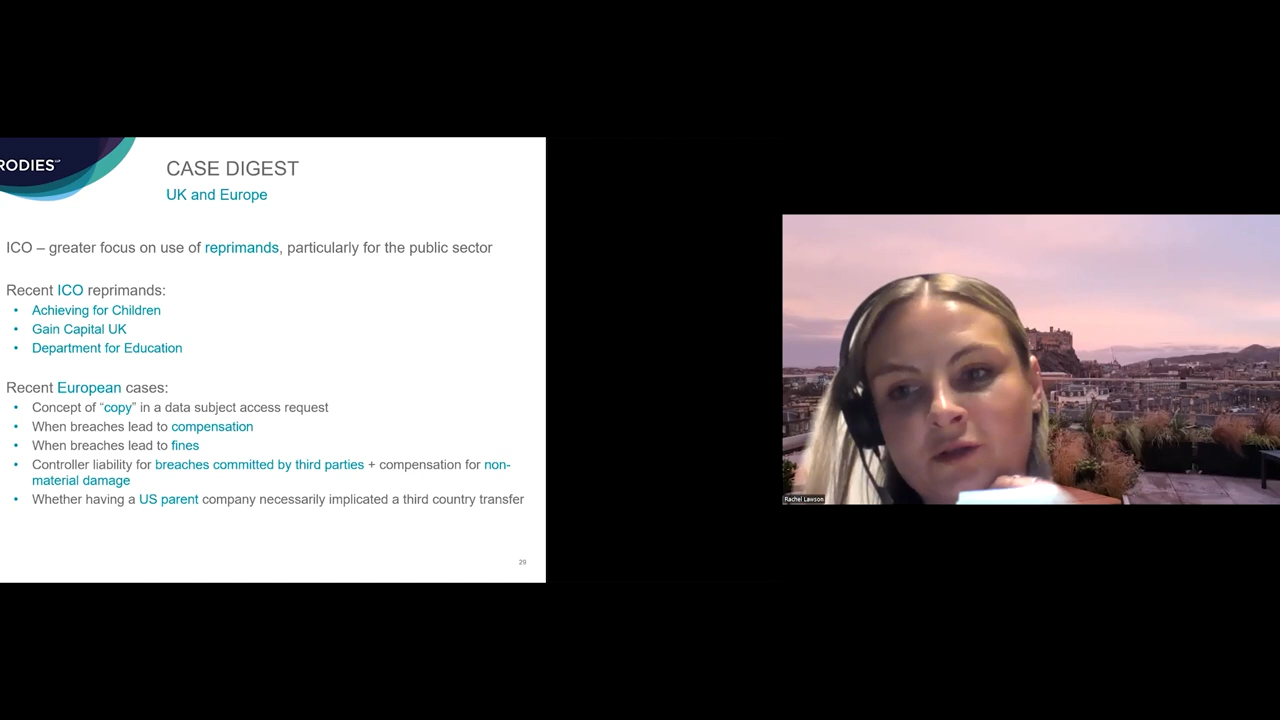 RODIES LLP
CASE DIGEST
UK and Europe
ICO – greater focus on use of reprimands, particularly for the public sector
Recent ICO reprimands:
• Achieving for Children
• Gain Capital UK
• Department for Education
Recent European cases:
• Concept of “copy” in a data subject access request
• When breaches lead to compensation
• When breaches lead to fines
• Controller liability for breaches committed by third parties + compensation for non-
material damage
• Whether having a US parent company necessarily implicated a third country transfer
29
Rachel Lawson